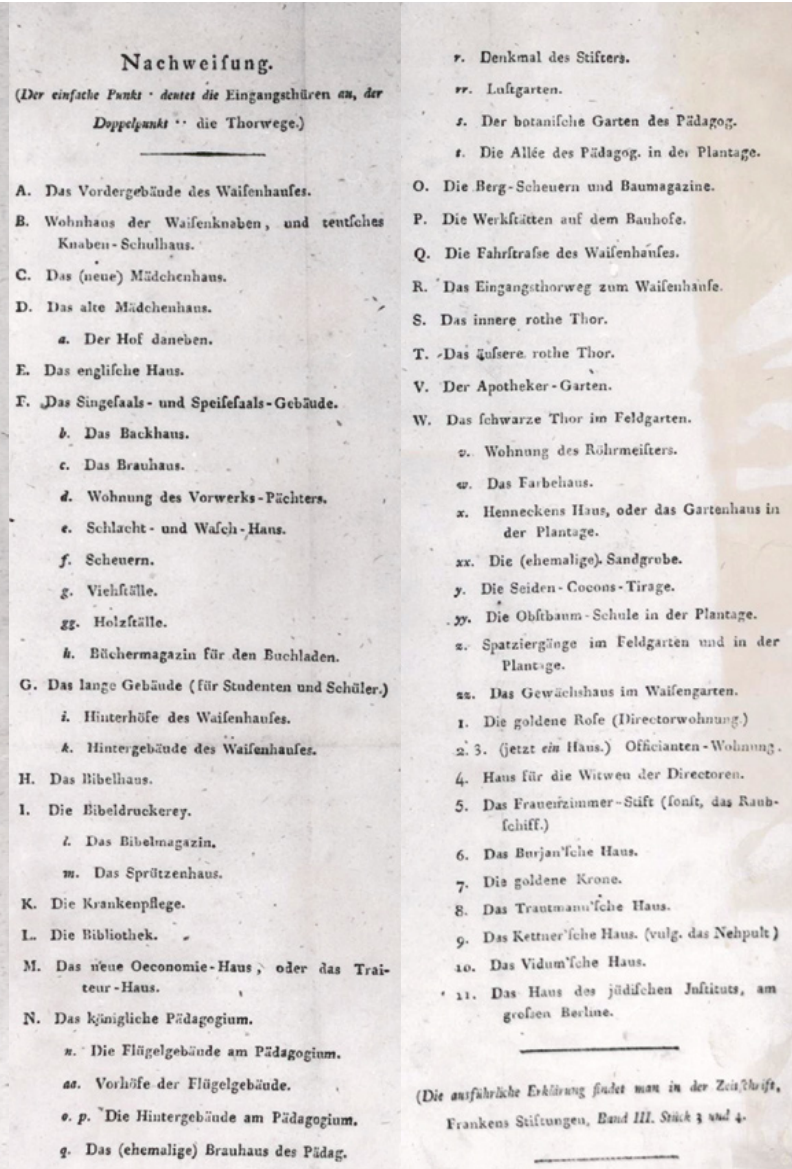 Nachweiſung.
(Der einfache Punkt · deutet die Eingangsthüren an, der
Doppelpunkt ·· die Thorwege.)
A. Das Vordergebäude des Waiſenhauſes.
B. Wohnhaus der Waiſenknaben, und teutſches
Knaben-Schulhaus.
C. Das (neue) Mädchenhaus.
D. Das alte Mädchenhaus.
a. Der Hof daneben.
E. Das engliſche Haus.
F. Das Singeſaals- und Speiſeſaals-Gebäude.
b. Das Backhaus.
c. Das Brauhaus.
d. Wohnung des Vorwerks-Pächters.
e. Schlacht- und Waſch-Haus.
f. Scheuern.
g. Viehſtälle.
gg. Holzſtälle.
h. Büchermagazin für den Buchladen.
G. Das lange Gebäude (für Studenten und Schüler.)
i. Hinterhöfe des Waiſenhauſes.
k. Hintergebäude des Waiſenhauſes.
H. Das Bibelhaus.
I. Die Bibeldruckerey.
l. Das Bibelmagazin.
m. Das Sprützenhaus.
K. Die Krankenpflege.
L. Die Bibliothek.
M. Das neue Oeconomie-Haus, oder das Trai-
teur-Haus.
N. Das königliche Pädagogium.
n. Die Flügelgebäude am Pädagogium.
aa. Vorhöfe der Flügelgebäude.
o. p. Die Hintergebäude am Pädagogium.
q. Das (ehemalige) Brauhaus des Pädag.
r. Denkmal des Stifters.
rr. Luſtgarten.
s. Der botaniſche Garten des Pädagog.
t. Die Allée des Pädagog. in der Plantage.
O. Die Berg-Scheuern und Baumagazine.
P. Die Werkſtätten auf dem Bauhofe.
Q. Die Fahrſtraſse des Waiſenhauſes.
R. Das Eingangsthorweg zum Waiſenhauſe.
S. Das innere rothe Thor.
T. Das äuſsere rothe Thor.
V. Der Apotheker-Garten.
W. Das ſchwarze Thor im Feldgarten.
v. Wohnung des Röhrmeiſters.
w. Das Farbehaus.
x. Henneckens Haus, oder das Gartenhaus in
der Plantage.
xx. Die (ehemalige). Sandgrube.
y. Die Seiden-Cocons-Tirage.
yy. Die Obſtbaum-Schule in der Plantage.
z. Spatziergänge im Feldgarten und in der
Plantage.
zz. Das Gewächshaus im Waiſengarten.
1. Die goldene Roſe (Directorwohnung.)
2. 3. (jetzt ein Haus.) Officianten-Wohnung.
4. Haus für die Witwen der Directoren.
5. Das Frauenzimmer-Stift (ſonſt, das Raub-
ſchiff.)
6. Das Burjan'ſche Haus.
7. Die goldene Krone.
8. Das Trautmann'ſche Haus.
9. Das Kettner'ſche Haus. (vulg. das Nehpult)
10. Das Vidum'ſche Haus.
11. Das Haus des jüdiſchen Inſtituts, am
groſsen Berline.
(Die ausführliche Erklärung findet man in der Zeitſchrift,
Frankens Stiftungen, Band III. Stück 3 und 4.